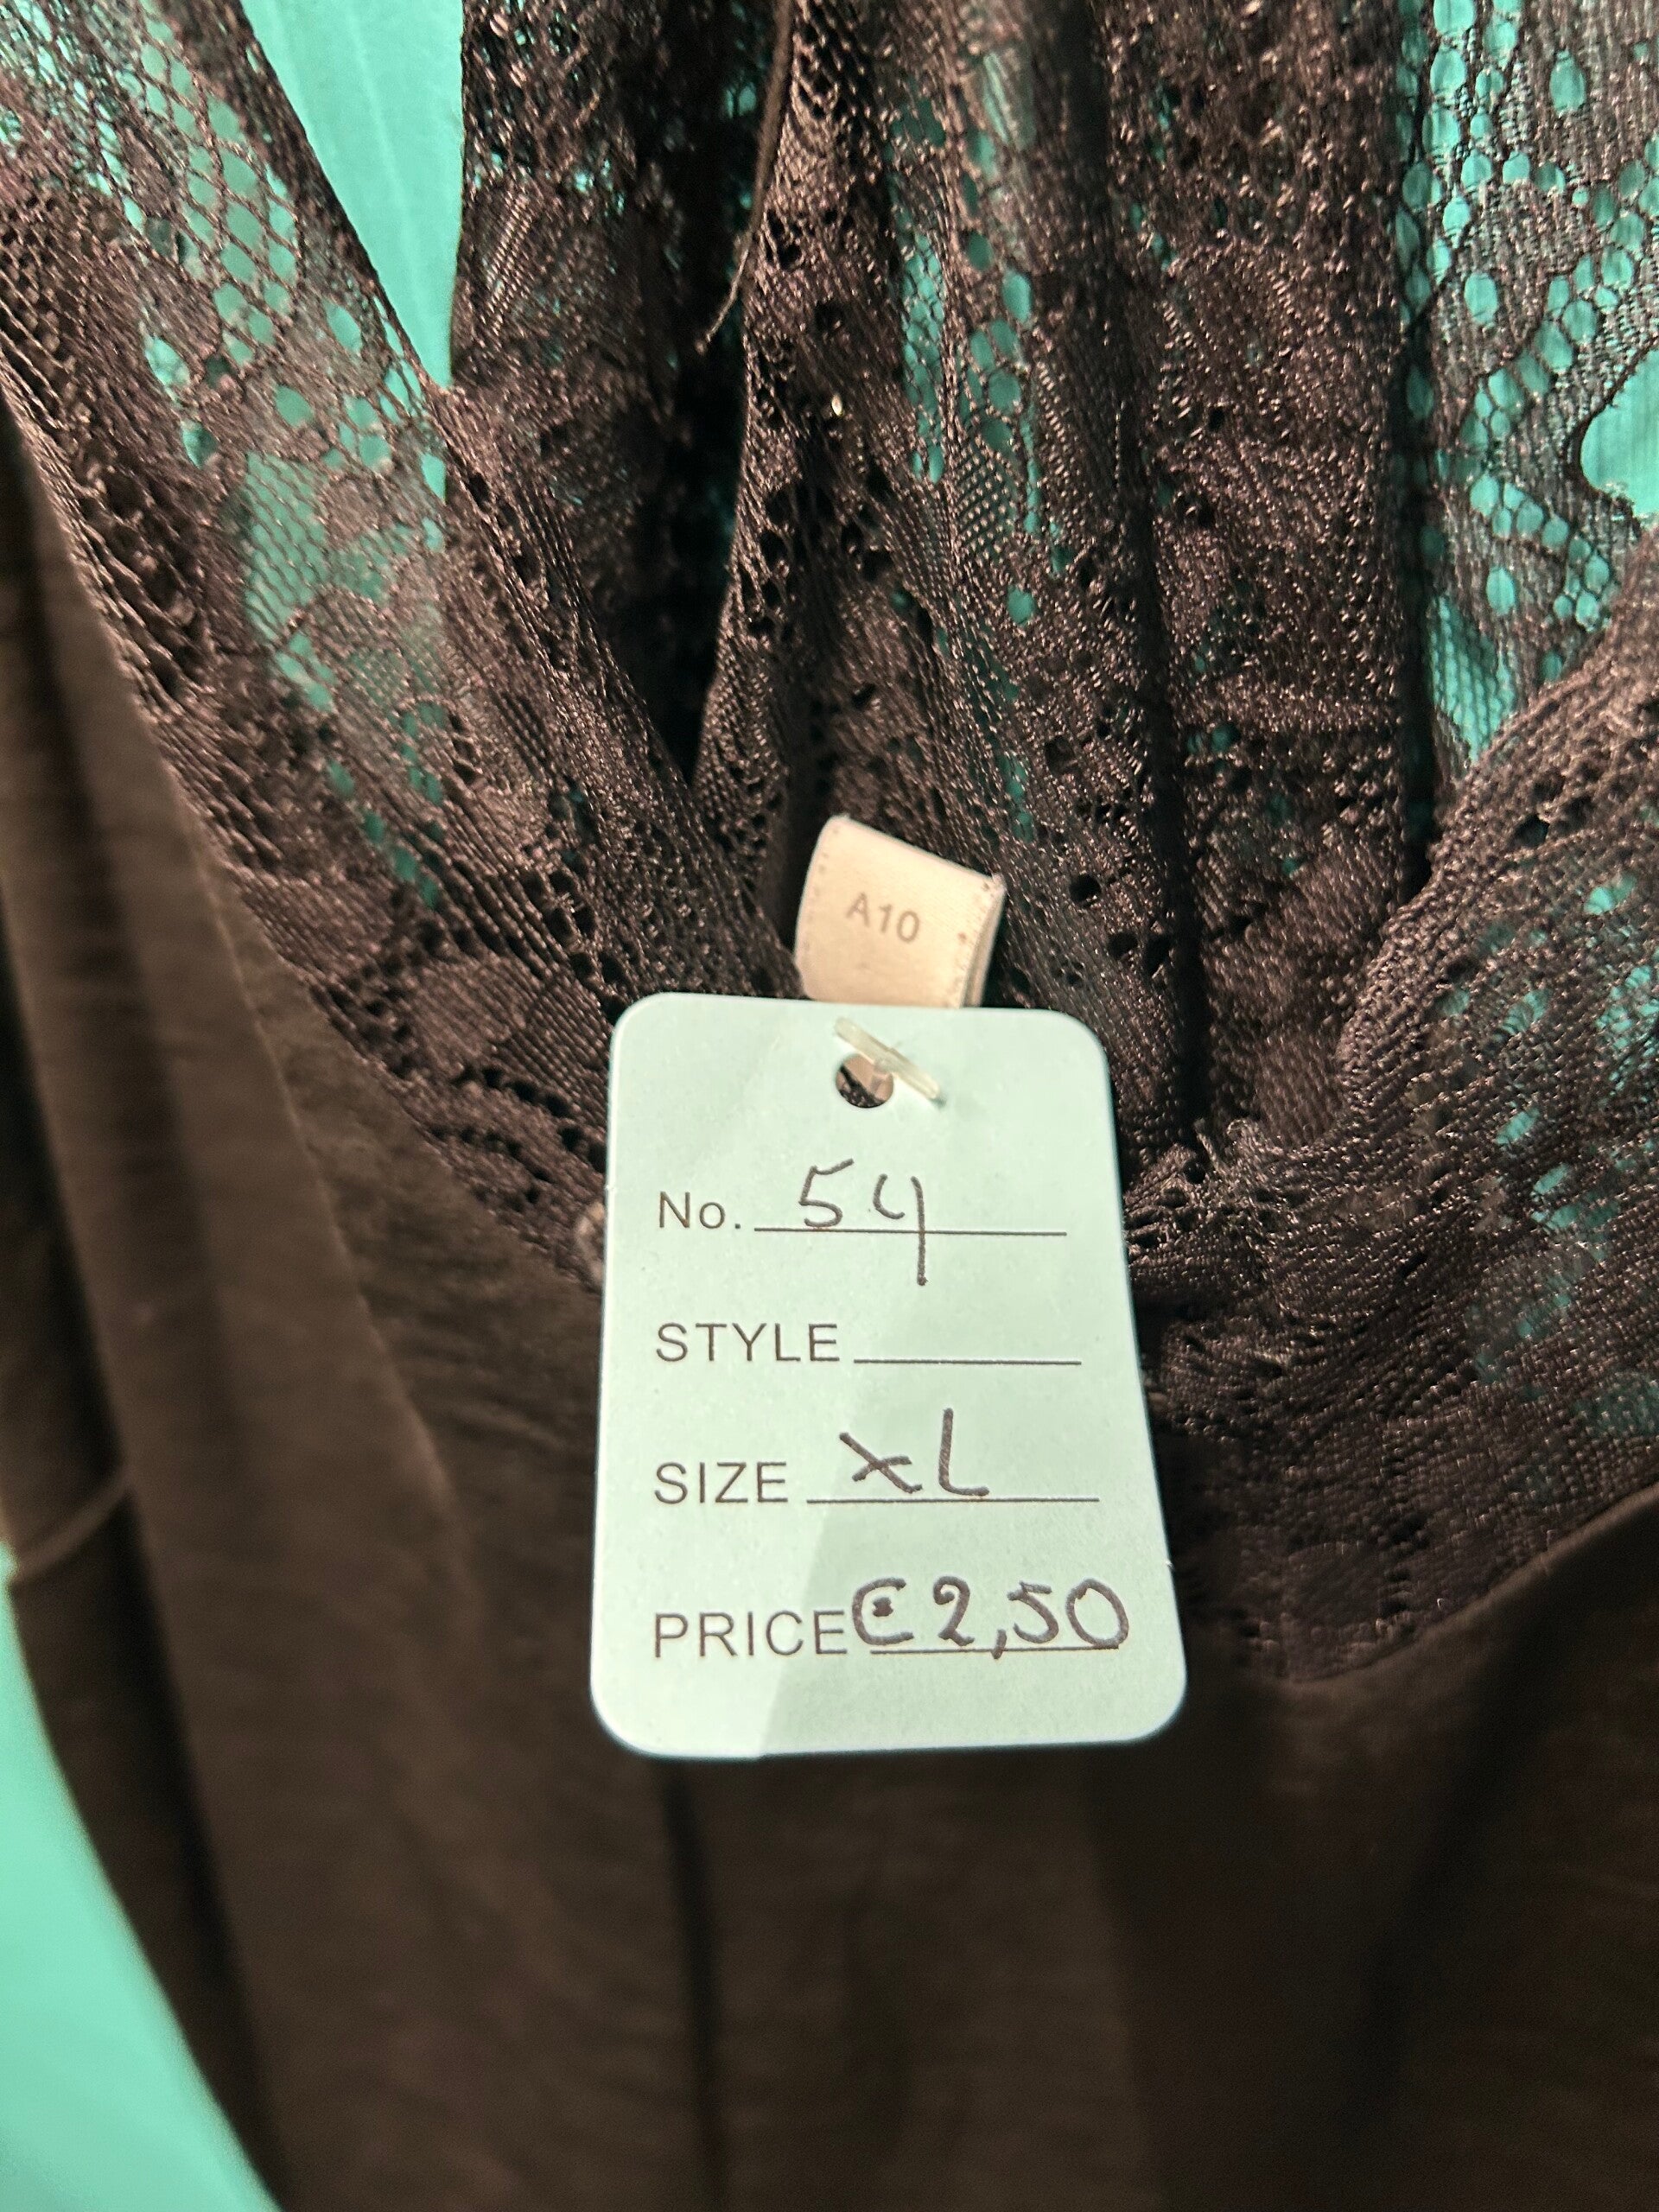 A10
No. 54
STYLE
SIZE XL
PRICE €2,50